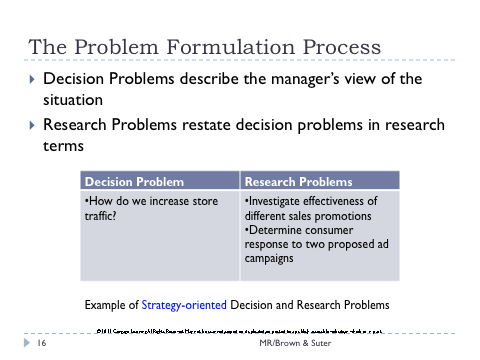 The Problem Formulation Process
Decision Problems describe the manager's view of the
situation
Research Problems restate decision problems in research
terms
Decision Problem
Research Problems
•How do we increase store
traffic?
•Investigate effectiveness of
different sales promotions
•Determine consumer
response to two proposed ad
campaigns
Example of Strategy-oriented Decision and Research Problems
16
MR/Brown & Suter